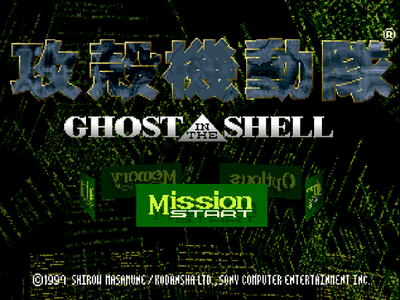 攻殻機動隊®
GHOST IN THE SHELL
Memory
Options
Mission
START
©1997 SHIROW MASAMUNE / KODANSHA LTD., SONY COMPUTER ENTERTAINMENT INC.